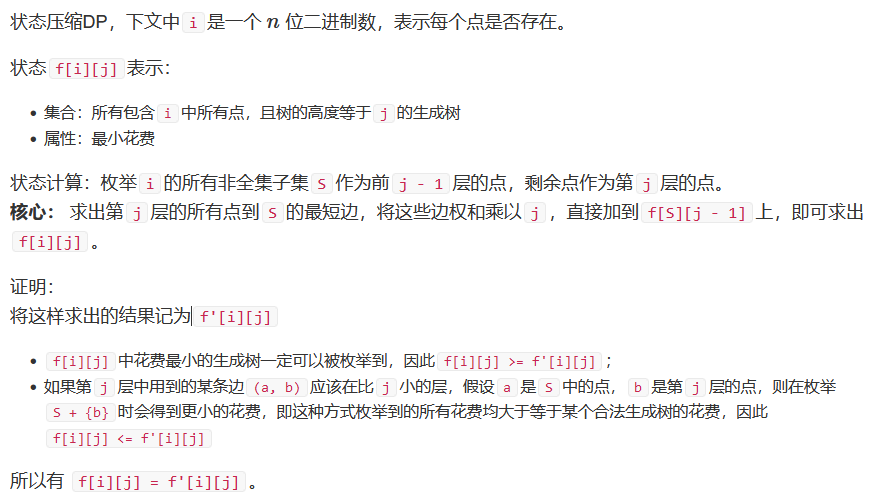 状态压缩DP，下文中 i 是一个 n 位二进制数，表示每个点是否存在。
状态 f[i][j] 表示：
• 集合：所有包含 i 中所有点，且树的高度等于 j 的生成树
• 属性：最小花费
状态计算：枚举 i 的所有非全集子集 S 作为前 j - 1 层的点，剩余点作为第 j 层的点。
核心： 求出第 j 层的所有点到 S 的最短边，将这些边权和乘以 j ，直接加到 f[S][j - 1] 上，即可求出
f[i][j] 。
证明：
将这样求出的结果记为 f'[i][j]
• f[i][j] 中花费最小的生成树一定可以被枚举到，因此 f[i][j] >= f'[i][j] ；
• 如果第 j 层中用到的某条边 (a, b) 应该在比 j 小的层，假设 a 是 S 中的点， b 是第 j 层的点，则在枚举
S + {b} 时会得到更小的花费，即这种方式枚举到的所有花费均大于等于某个合法生成树的花费，因此
f[i][j] <= f'[i][j]
所以有 f[i][j] = f'[i][j] 。